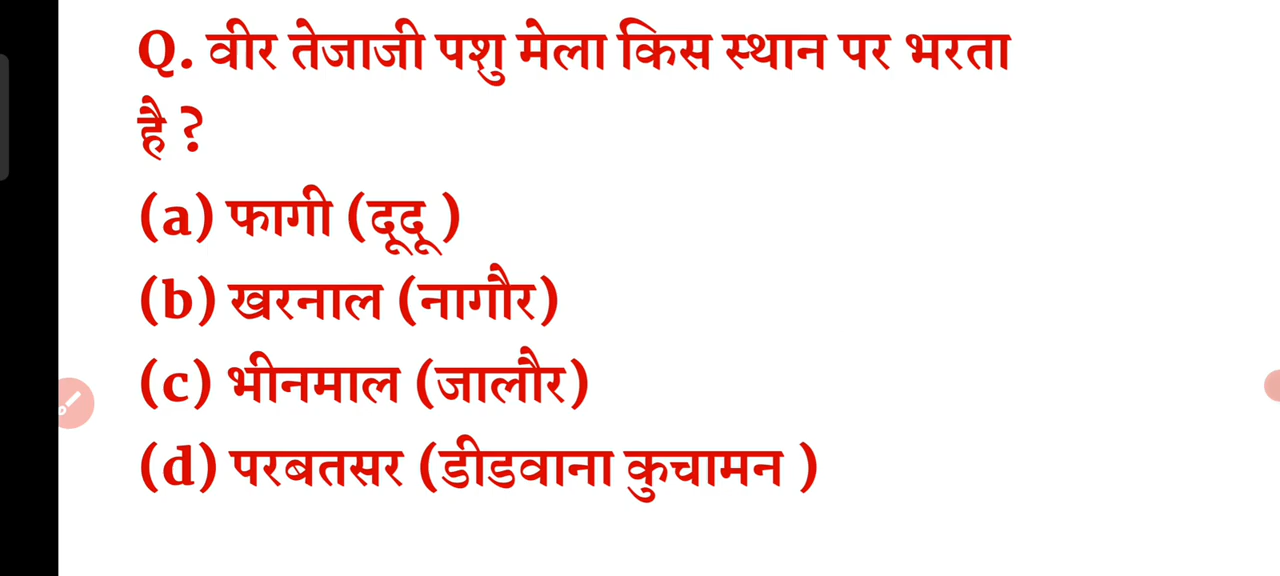 Q. वीर तेजाजी पशु मेला किस स्थान पर भरता
है ?
(a) फागी (दूदू )
(b) खरनाल (नागौर)
(c) भीनमाल (जालौर)
(d) परबतसर (डीडवाना कुचामन )